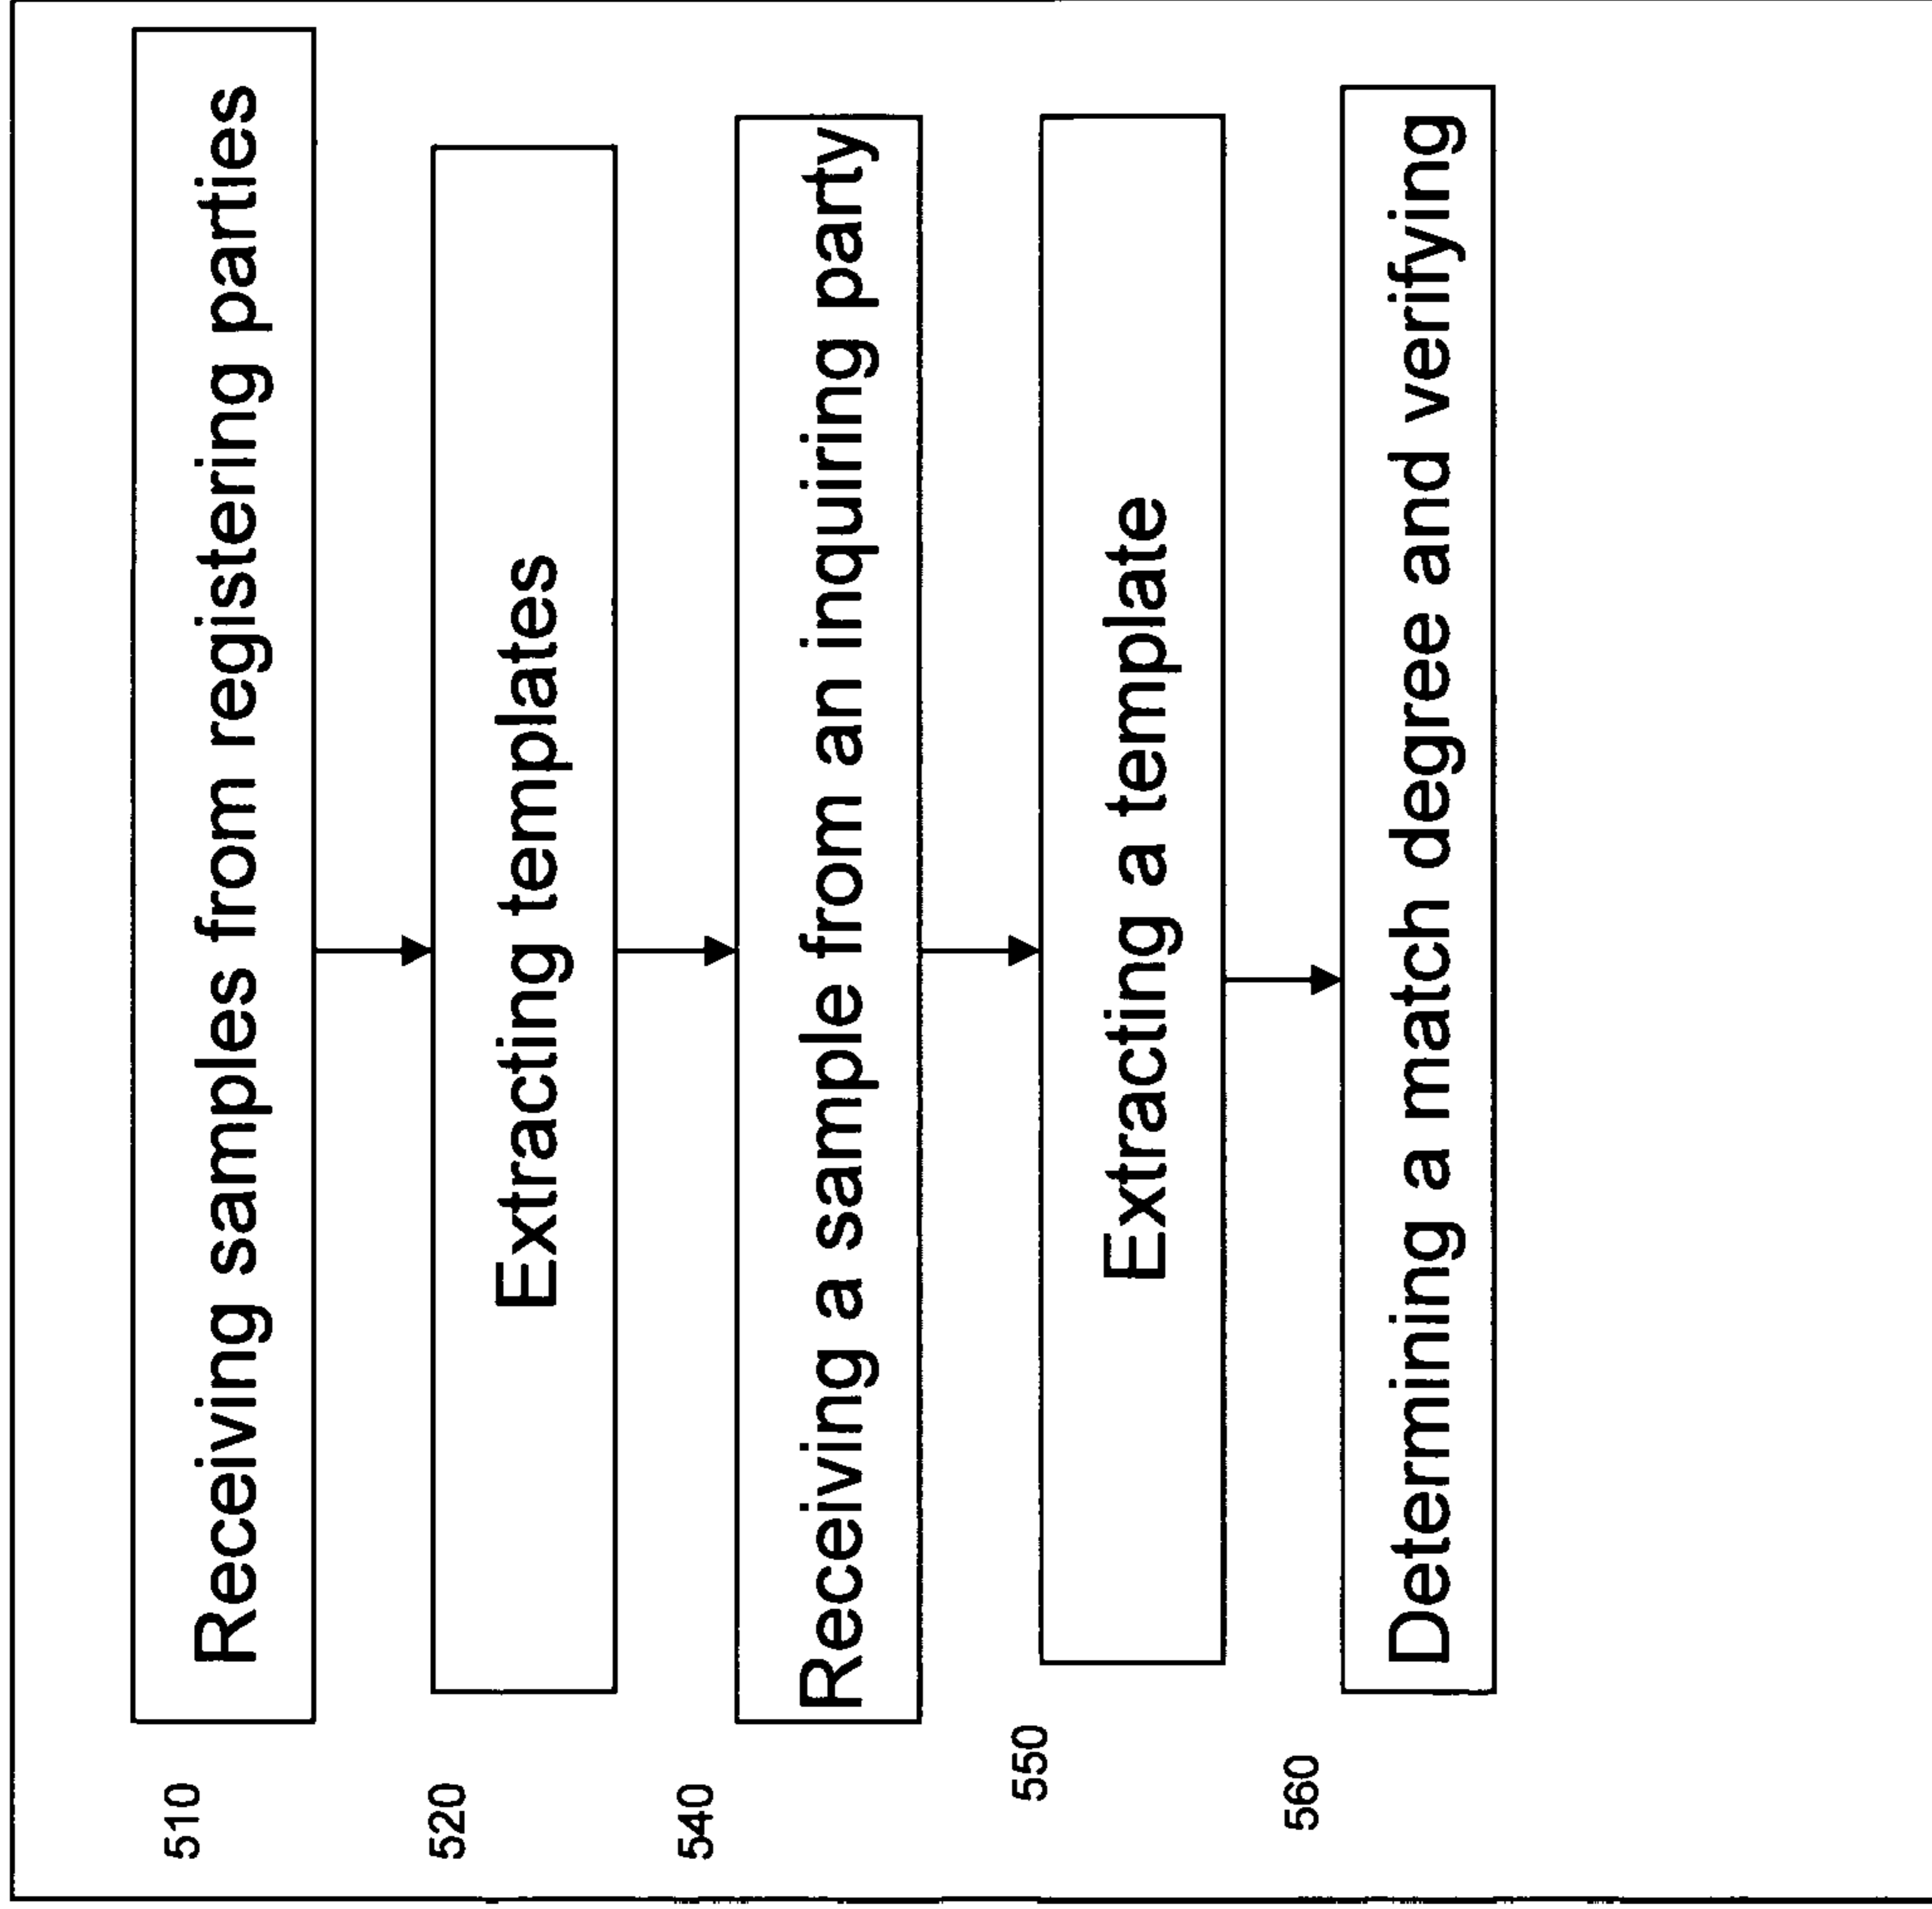 510
Receiving samples from registering parties
520
Extracting templates
540
Receiving a sample from an inquiring party
550
Extracting a template
560
Determining a match degree and verifying